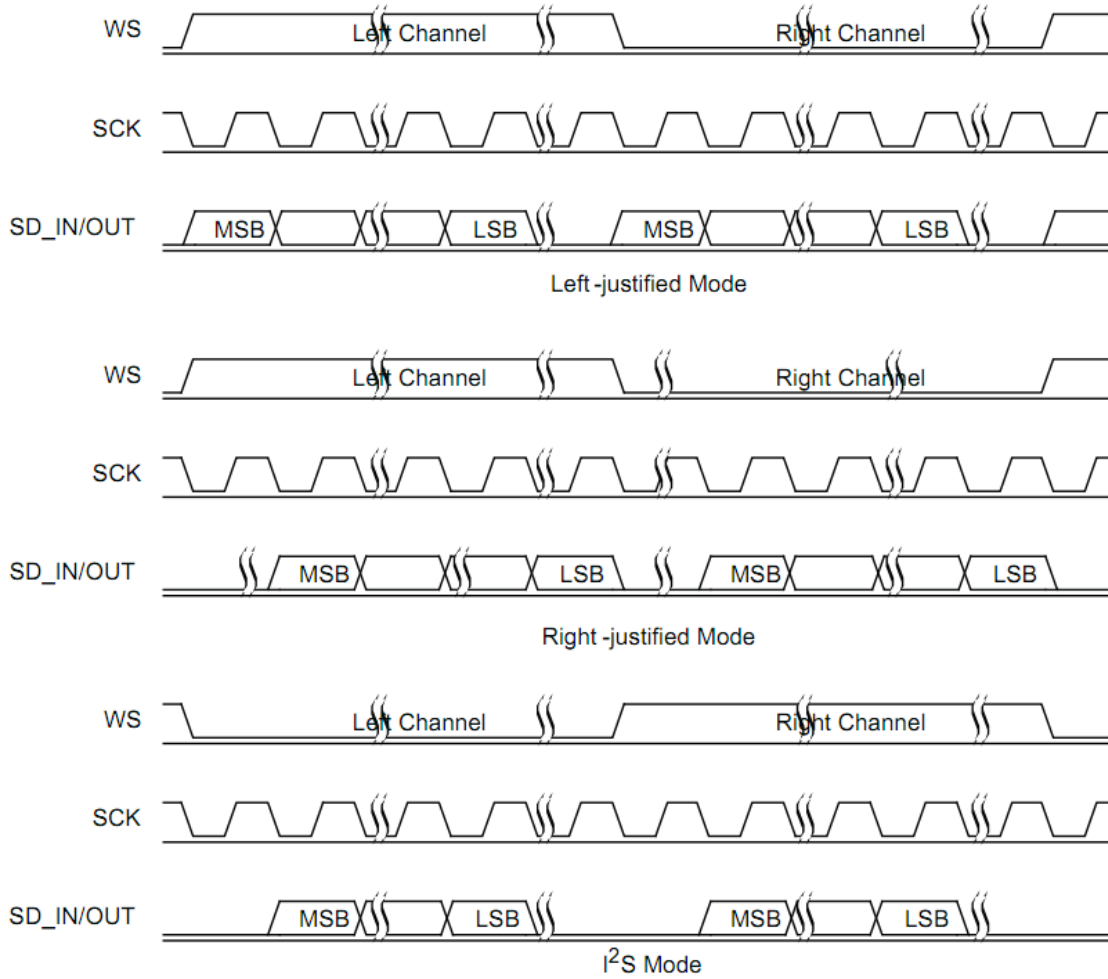 WS Left Channel Right Channel
SCK
SD_IN/OUT MSB LSB MSB LSB
Left-justified Mode
WS Left Channel Right Channel
SCK
SD_IN/OUT MSB LSB MSB LSB
Right-justified Mode
WS Left Channel Right Channel
SCK
SD_IN/OUT MSB LSB MSB LSB
I²S Mode